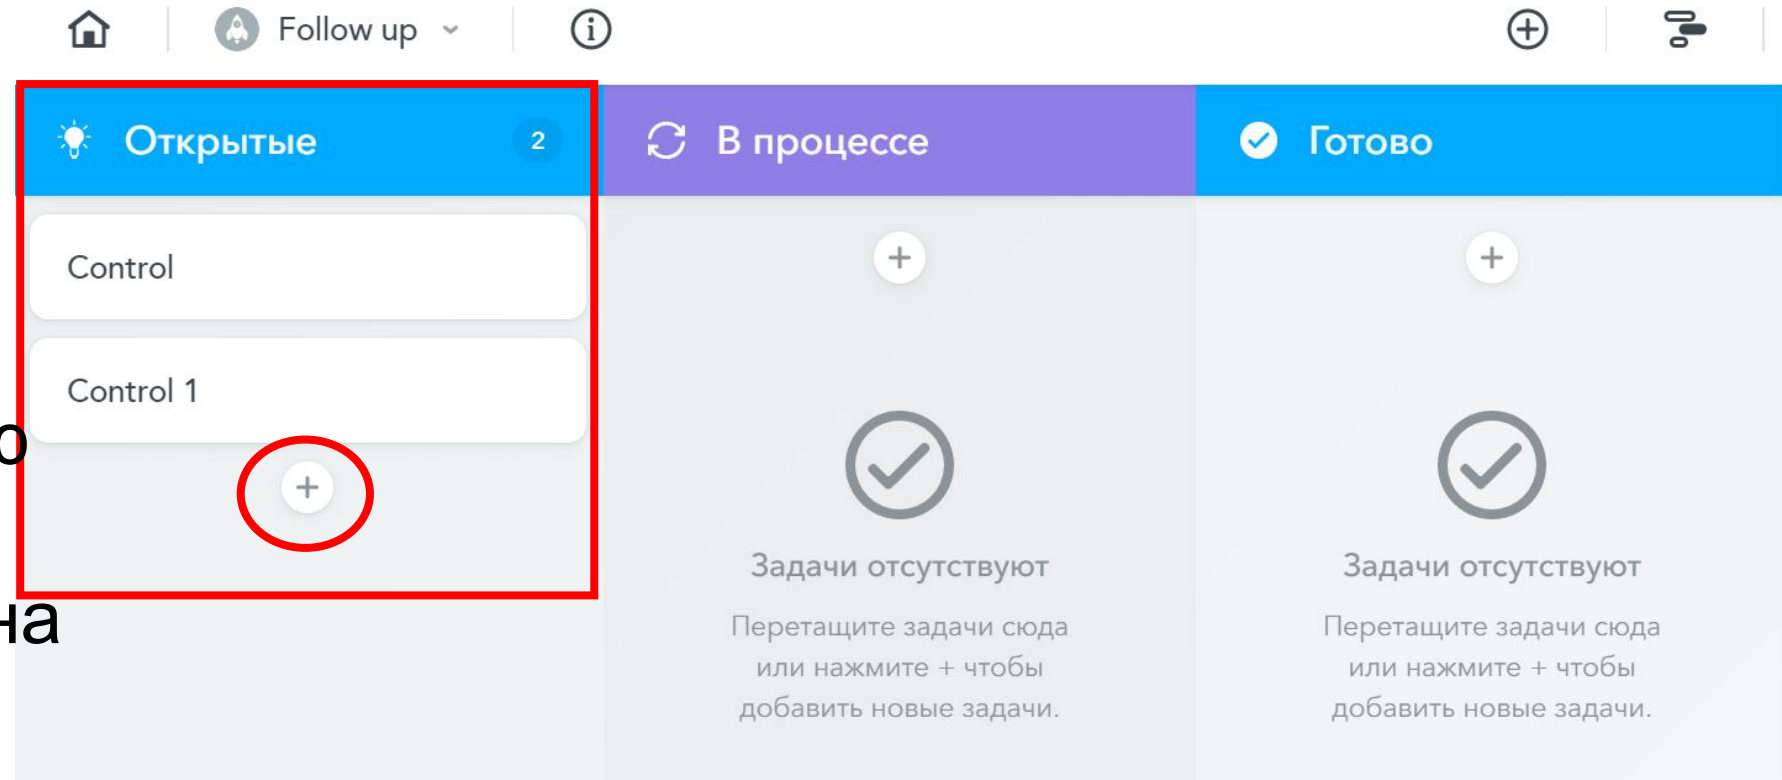 Follow up
Открытые 2
В процессе
Готово
Control
Control 1
о
на
Задачи отсутствуют
Перетащите задачи сюда
или нажмите + чтобы
добавить новые задачи.
Задачи отсутствуют
Перетащите задачи сюда
или нажмите + чтобы
добавить новые задачи.